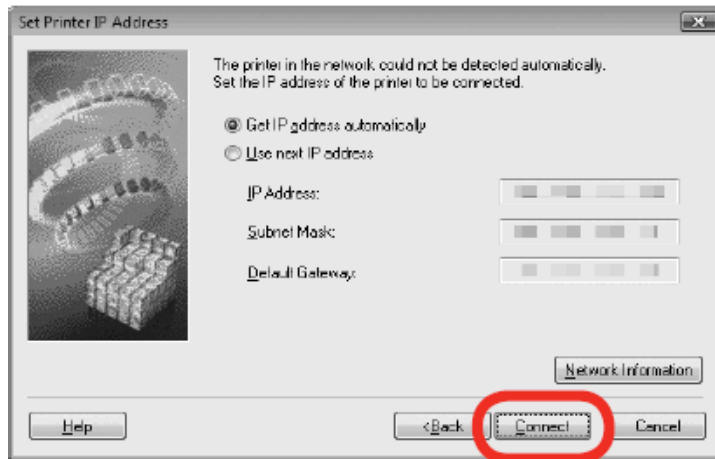 Set Printer IP Address
The printer in the network could not be detected automatically.
Set the IP address of the printer to be connected.
Get IP address automatically
Use next IP address
IP Address:
Subnet Mask:
Default Gateway:
Network Information
Help
<Back
Connect
Cancel